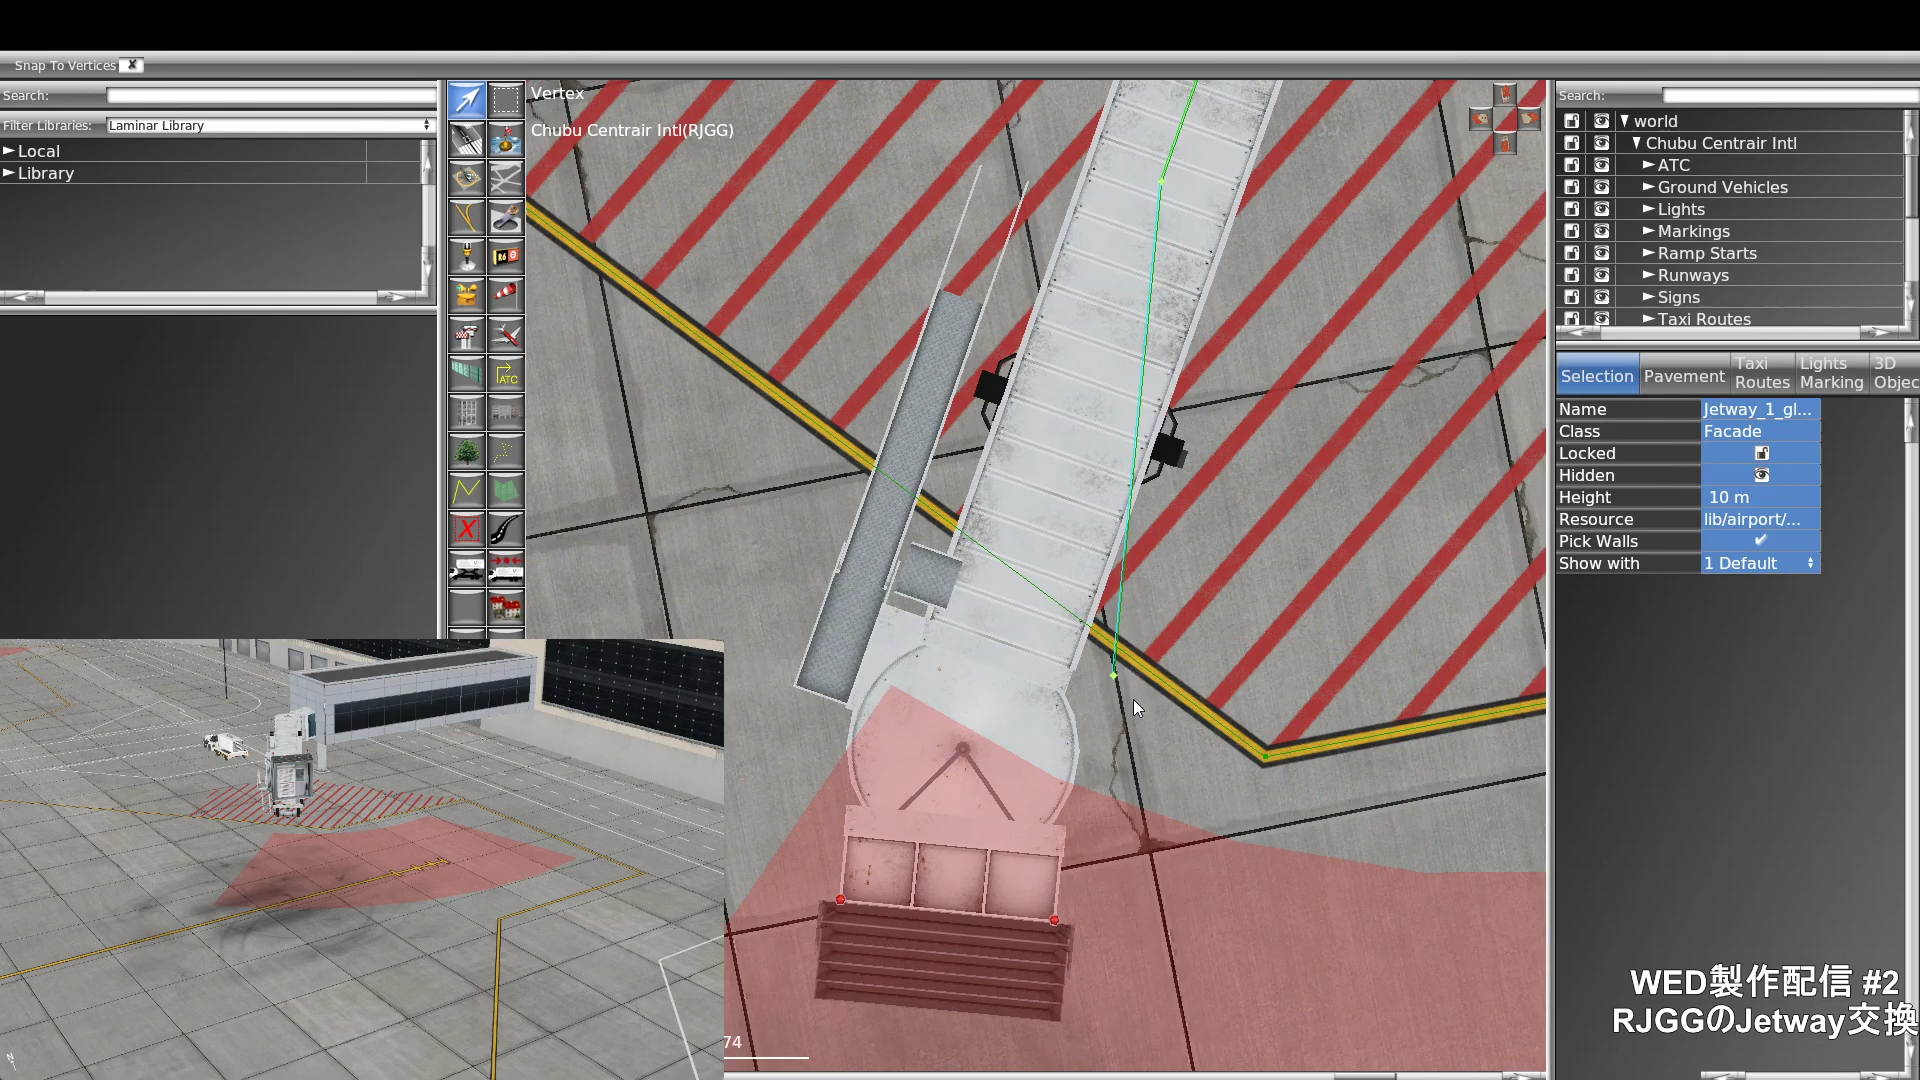 Snap To Vertices
Search:
Filter Libraries: Laminar Library
Local
Library
Vertex
Chubu Centrair Intl(RJGG)
ATC
R6
74
N
Search:
world
Chubu Centrair Intl
ATC
Ground Vehicles
Lights
Markings
Ramp Starts
Runways
Signs
Taxi Routes
Selection Pavement Taxi Routes Lights Marking 3D Objec
Name Jetway_1_gl...
Class Facade
Locked
Hidden
Height 10 m
Resource lib/airport/...
Pick Walls
Show with 1 Default
WED製作配信 #2
RJGGのJetway交換